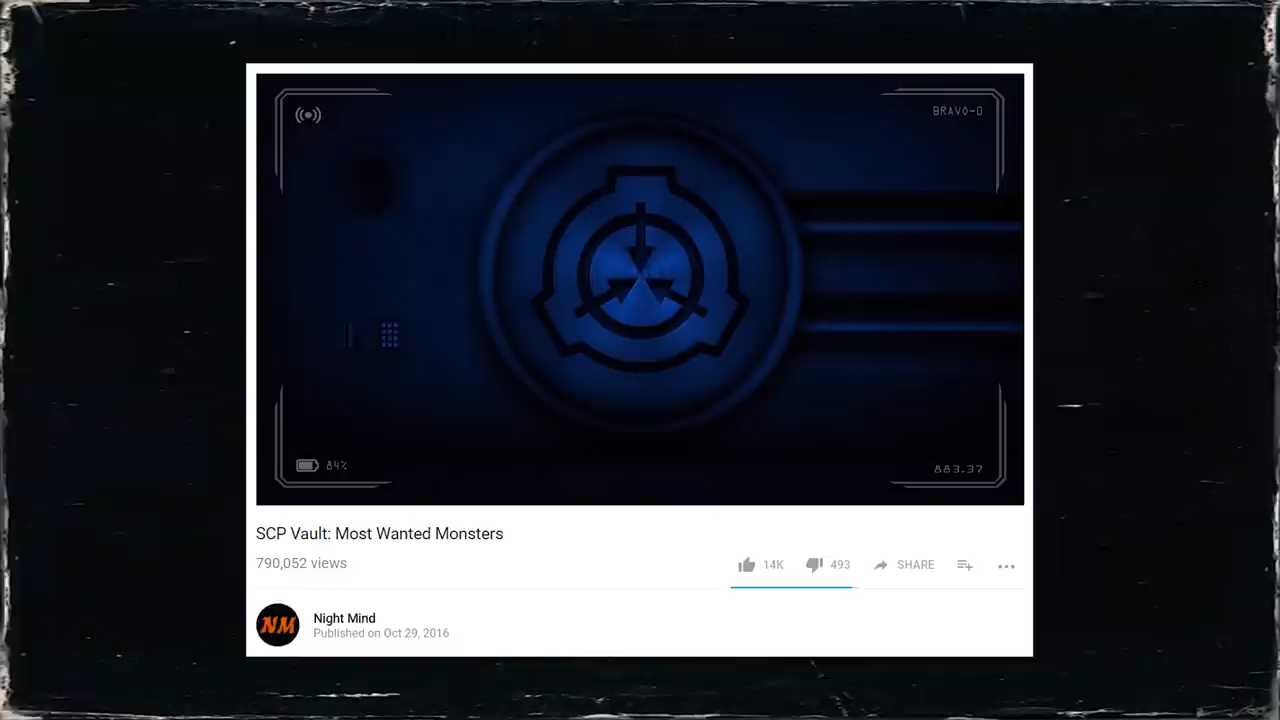 BRAVO-0
84%
883.37
SCP Vault: Most Wanted Monsters
790,052 views
14K
493
SHARE
NM
Night Mind
Published on Oct 29, 2016